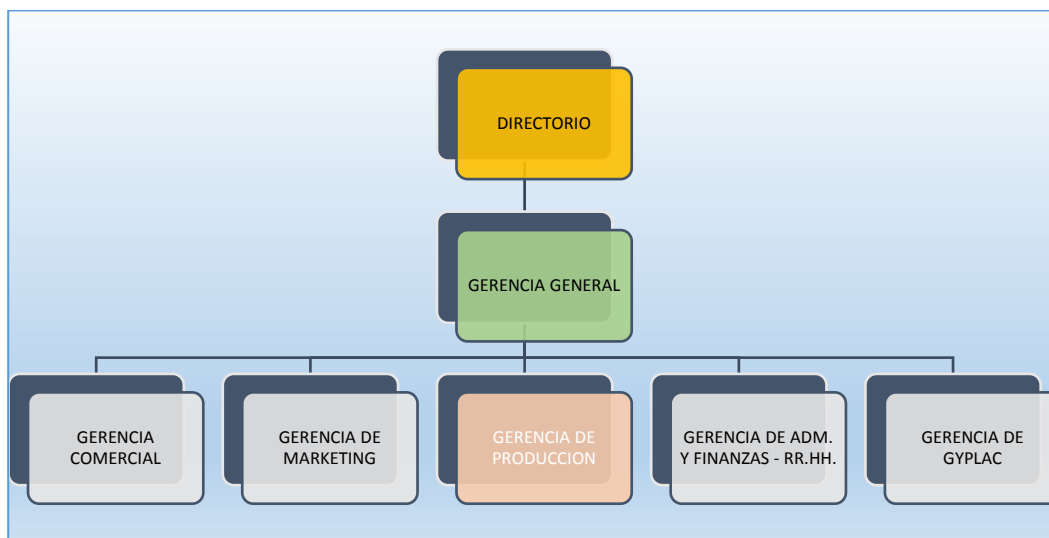 DIRECTORIO
GERENCIA GENERAL
GERENCIA
COMERCIAL
GERENCIA DE
MARKETING
GERENCIA DE
PRODUCCION
GERENCIA DE ADM.
Y FINANZAS - RR.HH.
GERENCIA DE
GYPLAC